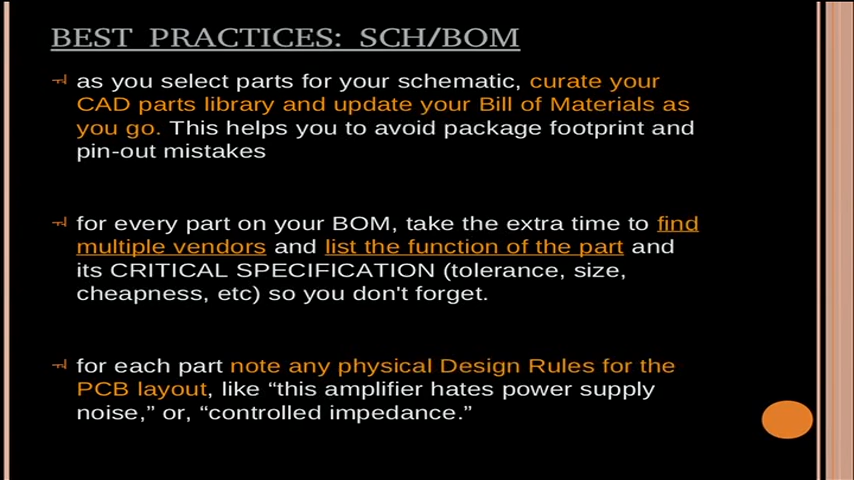 BEST PRACTICES: SCH/BOM
as you select parts for your schematic, curate your
CAD parts library and update your Bill of Materials as
you go. This helps you to avoid package footprint and
pin-out mistakes
for every part on your BOM, take the extra time to find
multiple vendors and list the function of the part and
its CRITICAL SPECIFICATION (tolerance, size,
cheapness, etc) so you don't forget.
for each part note any physical Design Rules for the
PCB layout, like “this amplifier hates power supply
noise,” or, “controlled impedance.”